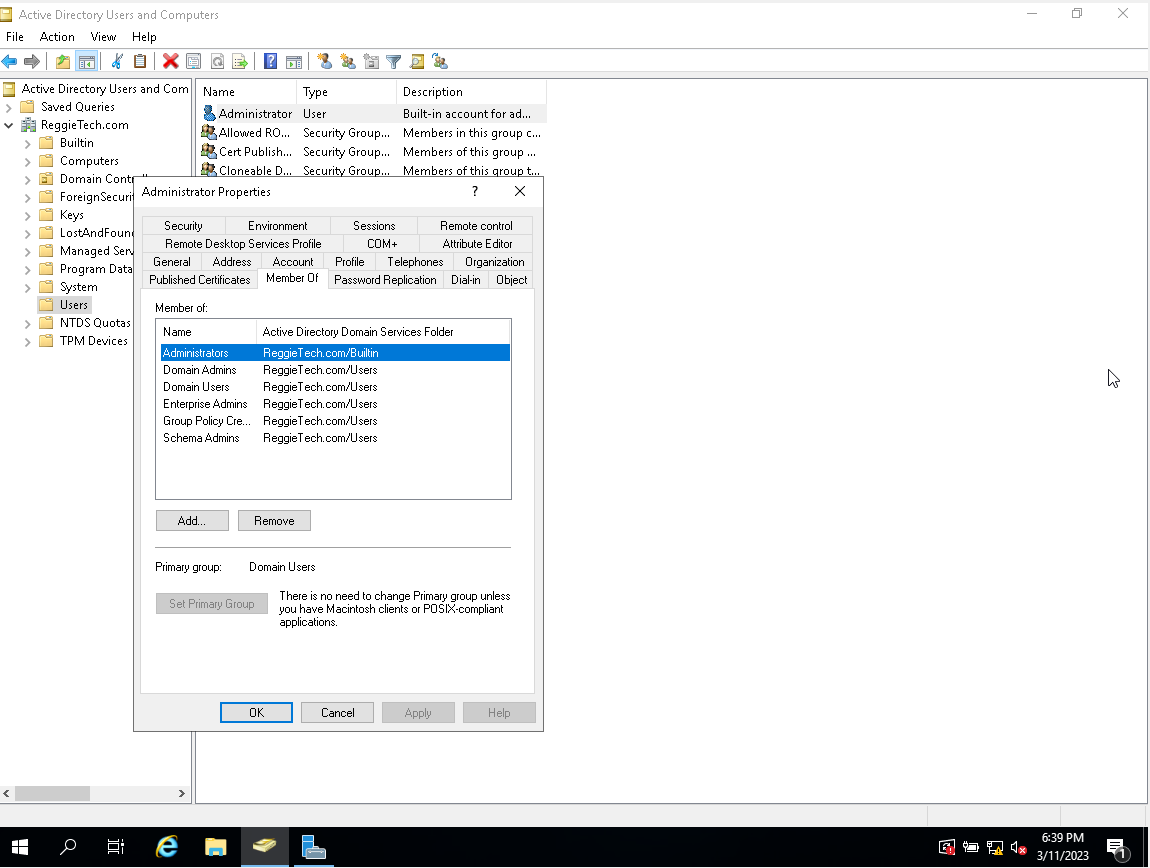 Active Directory Users and Computers
File Action View Help
Active Directory Users and Com
Saved Queries
ReggieTech.com
Builtin
Computers
Domain Contr
ForeignSecurit
Keys
LostAndFoun
Managed Serv
Program Data
System
Users
NTDS Quotas
TPM Devices
Name Type Description
Administrator User Built-in account for ad...
Allowed RO... Security Group... Members in this group c...
Cert Publish... Security Group... Members of this group ...
Cloneable D... Security Group... Members of this group t...
Administrator Properties ?
Security Environment Sessions Remote control
Remote Desktop Services Profile COM+ Attribute Editor
General Address Account Profile Telephones Organization
Published Certificates Member Of Password Replication Dial-in Object
Member of:
Name Active Directory Domain Services Folder
Administrators ReggieTech.com/Builtin
Domain Admins ReggieTech.com/Users
Domain Users ReggieTech.com/Users
Enterprise Admins ReggieTech.com/Users
Group Policy Cre... ReggieTech.com/Users
Schema Admins ReggieTech.com/Users
Add... Remove
Primary group: Domain Users
Set Primary Group
There is no need to change Primary group unless
you have Macintosh clients or POSIX-compliant
applications.
OK Cancel Apply Help
6:39 PM
3/11/2023
1